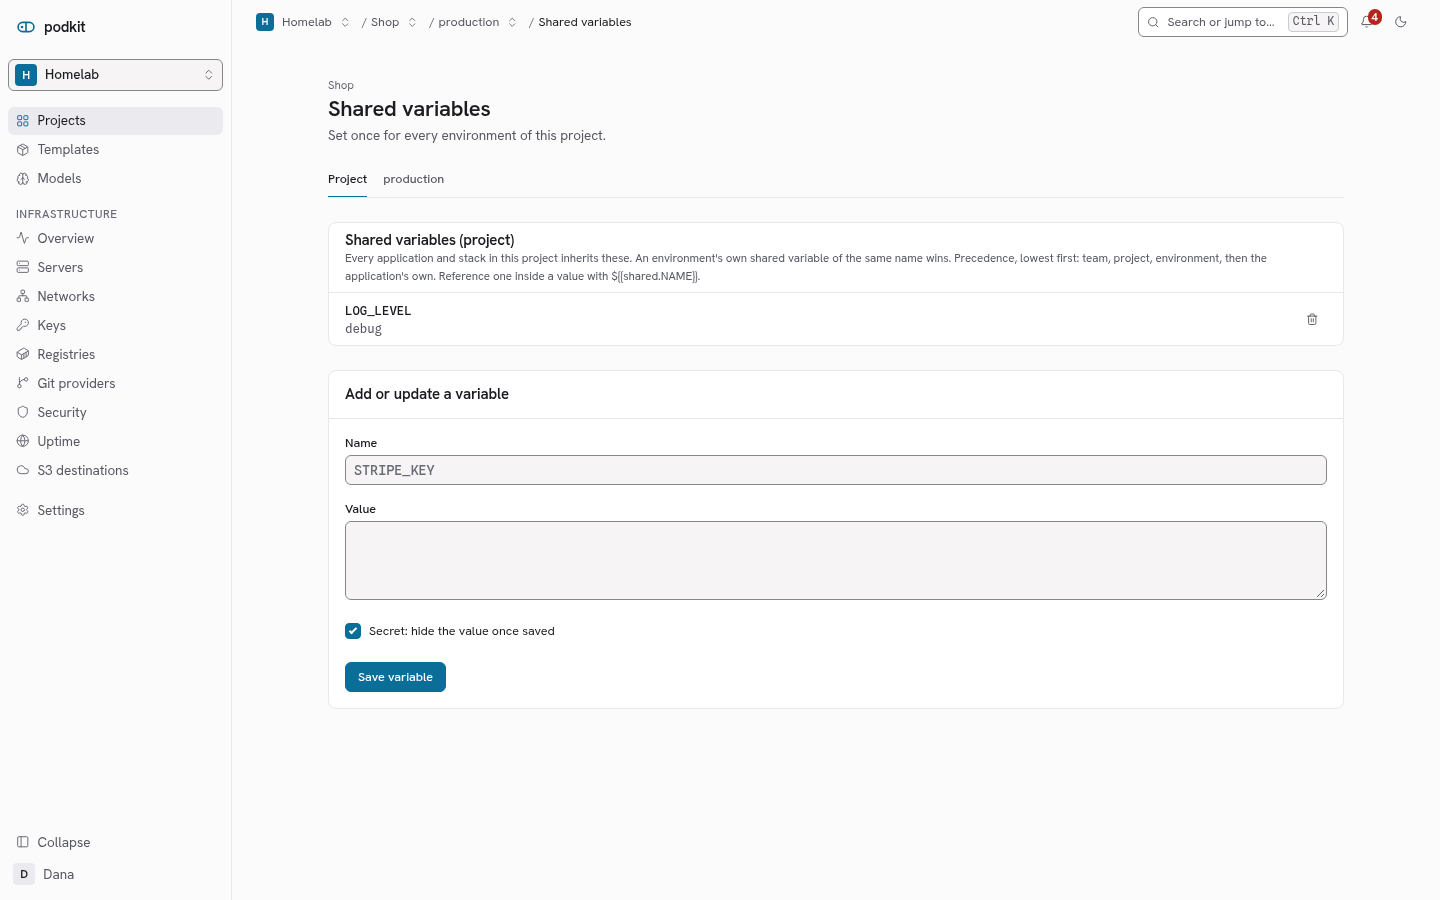 podkit
H Homelab
Projects
Templates
Models
INFRASTRUCTURE
Overview
Servers
Networks
Keys
Registries
Git providers
Security
Uptime
S3 destinations
Settings
Collapse
D Dana
H Homelab / Shop / production / Shared variables
Search or jump to... Ctrl K
4
Shop
Shared variables
Set once for every environment of this project.
Project production
Shared variables (project)
Every application and stack in this project inherits these. An environment's own shared variable of the same name wins. Precedence, lowest first: team, project, environment, then the
application's own. Reference one inside a value with ${{shared.NAME}}.
LOG_LEVEL
debug
Add or update a variable
Name
STRIPE_KEY
Value
Secret: hide the value once saved
Save variable